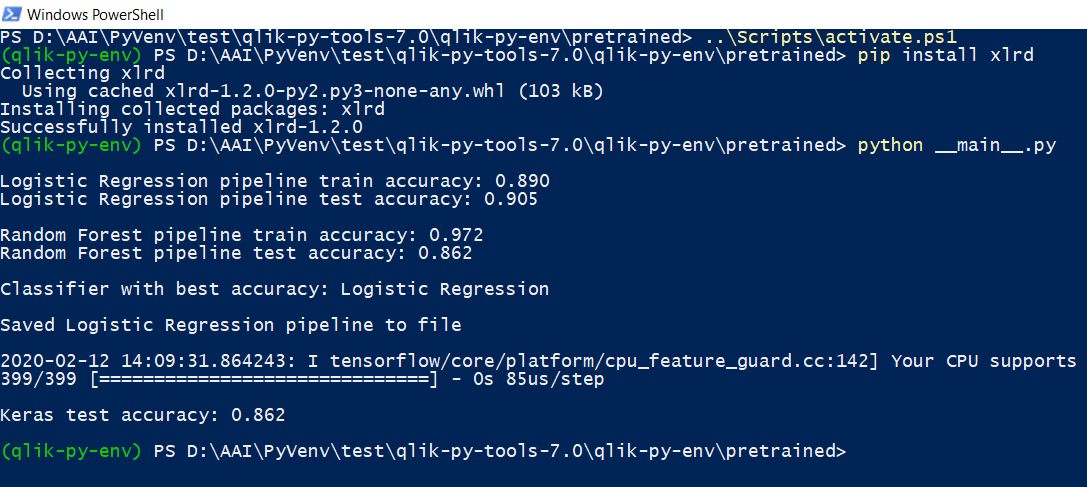 Windows PowerShell
PS D:\AAI\PyVenv\test\qlik-py-tools-7.0\qlik-py-env\pretrained> ..\Scripts\activate.ps1
(qlik-py-env) PS D:\AAI\PyVenv\test\qlik-py-tools-7.0\qlik-py-env\pretrained> pip install xlrd
Collecting xlrd
  Using cached xlrd-1.2.0-py2.py3-none-any.whl (103 kB)
Installing collected packages: xlrd
Successfully installed xlrd-1.2.0
(qlik-py-env) PS D:\AAI\PyVenv\test\qlik-py-tools-7.0\qlik-py-env\pretrained> python __main__.py
Logistic Regression pipeline train accuracy: 0.890
Logistic Regression pipeline test accuracy: 0.905
Random Forest pipeline train accuracy: 0.972
Random Forest pipeline test accuracy: 0.862
Classifier with best accuracy: Logistic Regression
Saved Logistic Regression pipeline to file
2020-02-12 14:09:31.864243: I tensorflow/core/platform/cpu_feature_guard.cc:142] Your CPU supports
399/399 [==============================] - 0s 85us/step
Keras test accuracy: 0.862
(qlik-py-env) PS D:\AAI\PyVenv\test\qlik-py-tools-7.0\qlik-py-env\pretrained>